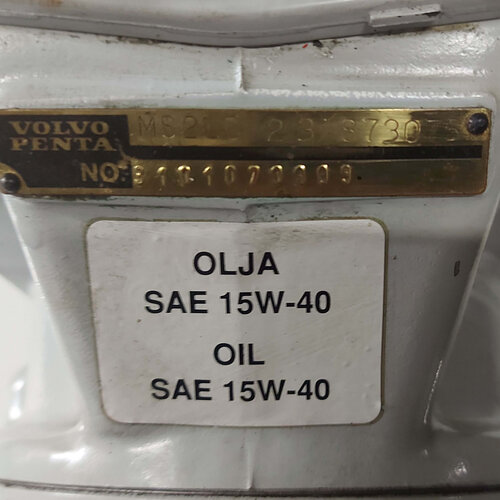 VOLVO
PENTA
NO
OLJA
SAE 15W-40
OIL
SAE 15W-40